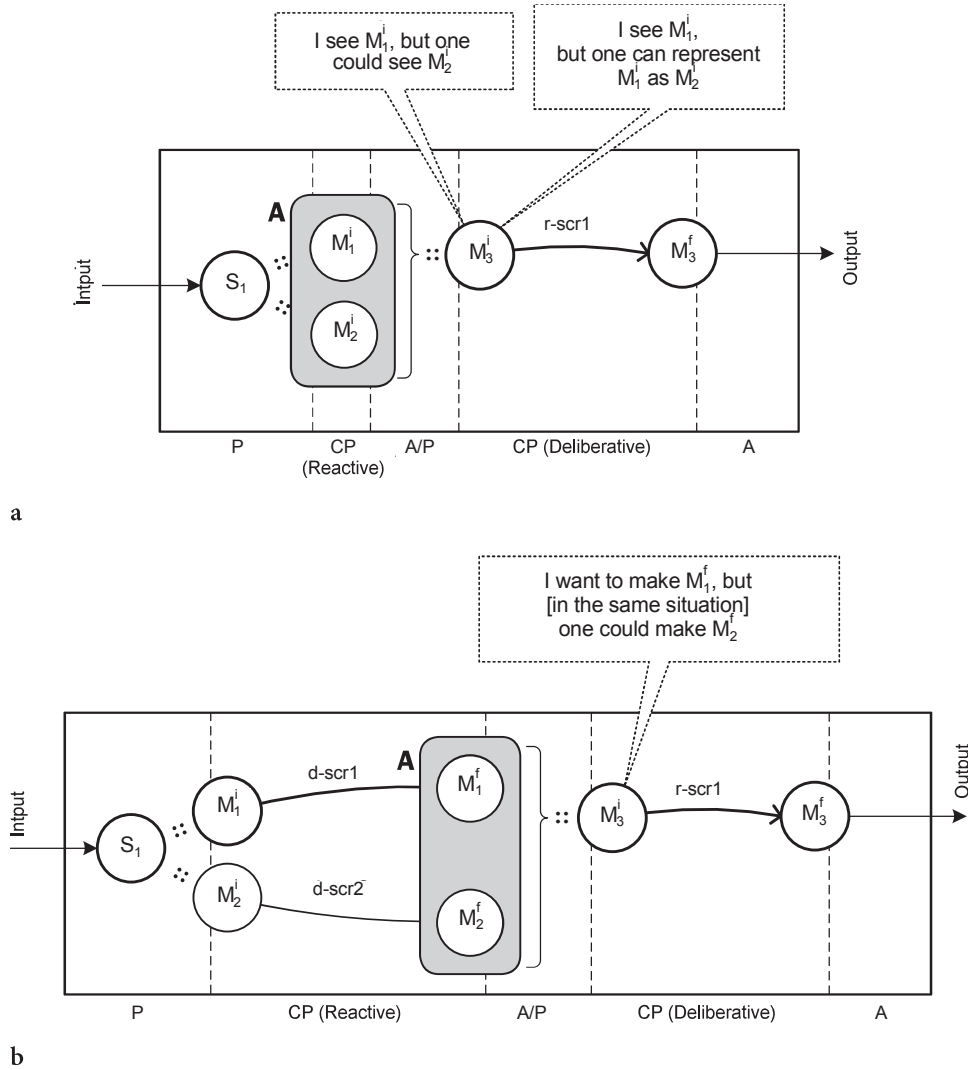 I see M₁ⁱ, but one
could see M₂ⁱ
I see M₁ⁱ,
but one can represent
M₁ⁱ as M₂ⁱ
A
M₁ⁱ
r-scr1
M₃ⁱ
M₃ᶠ
S₁
M₂ⁱ
Intput
Output
P
CP
(Reactive)
A/P
CP (Deliberative)
A
a
I want to make M₁ᶠ, but
[in the same situation]
one could make M₂ᶠ
A
d-scr1
M₁ᶠ
M₁ⁱ
r-scr1
M₃ⁱ
M₃ᶠ
S₁
M₂ⁱ
d-scr2
M₂ᶠ
Intput
Output
P
CP (Reactive)
A/P
CP (Deliberative)
A
b